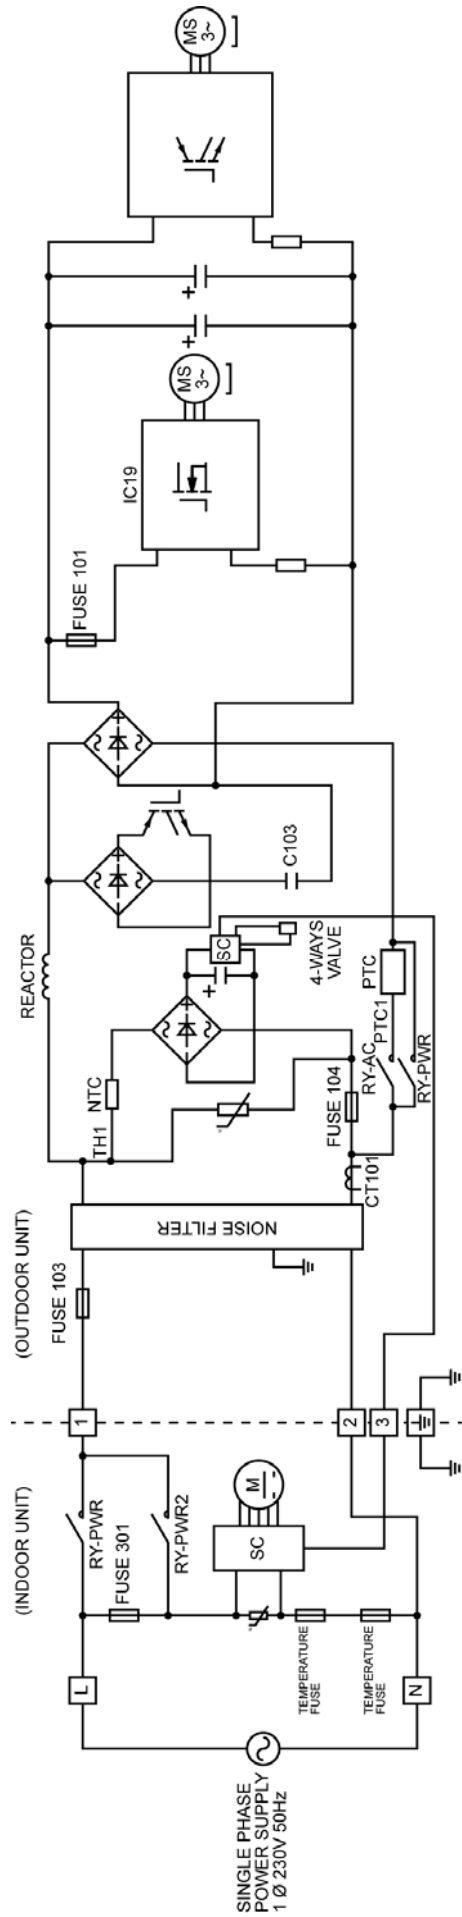 SINGLE PHASE
POWER SUPPLY
1 Ø 230V 50Hz
L
N
(INDOOR UNIT)
RY-PWR
FUSE 301
RY-PWR2
SC
M
TEMPERATURE
FUSE
TEMPERATURE
FUSE
1
2
3
(OUTDOOR UNIT)
FUSE 103
NOISE FILTER
TH1
NTC
CT101
FUSE 104
RY-AC
RY-PWR
PTC1
PTC
+
SC
4-WAYS
VALVE
REACTOR
C103
FUSE 101
IC19
MS
3~
+
+
MS
3~